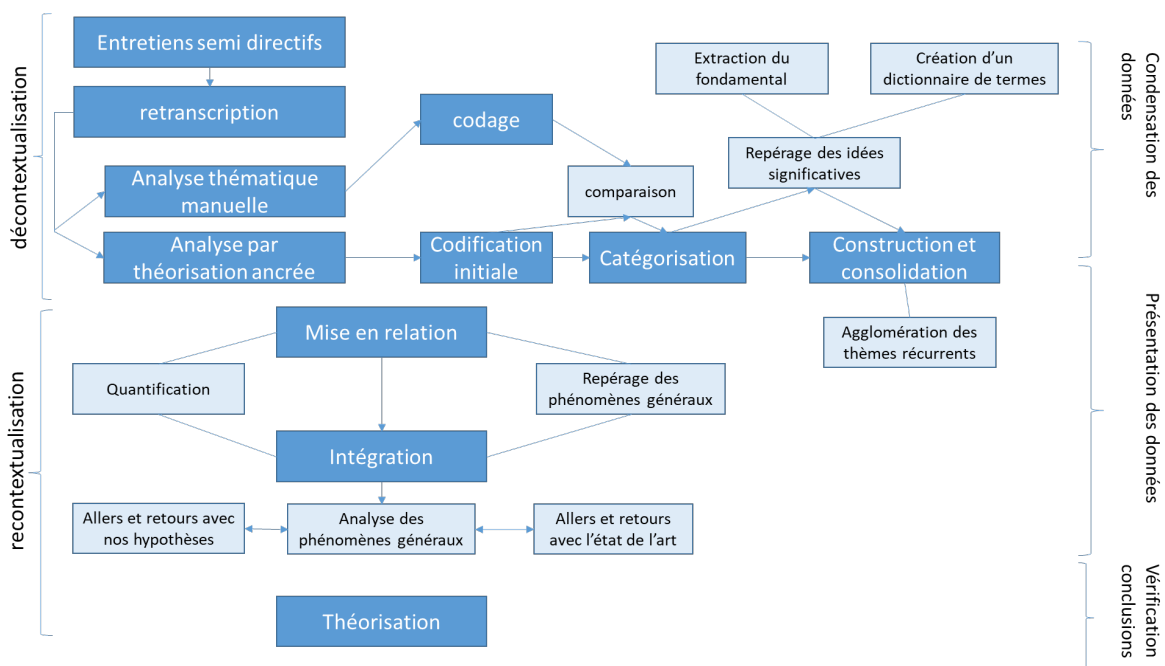 Entretiens semi directifs
retranscription
Analyse thématique
manuelle
Analyse par
théorisation ancrée
codage
Codification
initiale
comparaison
Catégorisation
Extraction du
fondamental
Création d'un
dictionnaire de termes
Repérage des idées
significatives
Construction et
consolidation
Agglomération des
thèmes récurrents
Mise en relation
Quantification
Repérage des
phénomènes généraux
Intégration
Allers et retours avec
nos hypothèses
Analyse des
phénomènes généraux
Allers et retours
avec l'état de l'art
Théorisation
décontextualisation
recontextualisation
Condensation des
données
Présentation des données
Vérification
conclusions